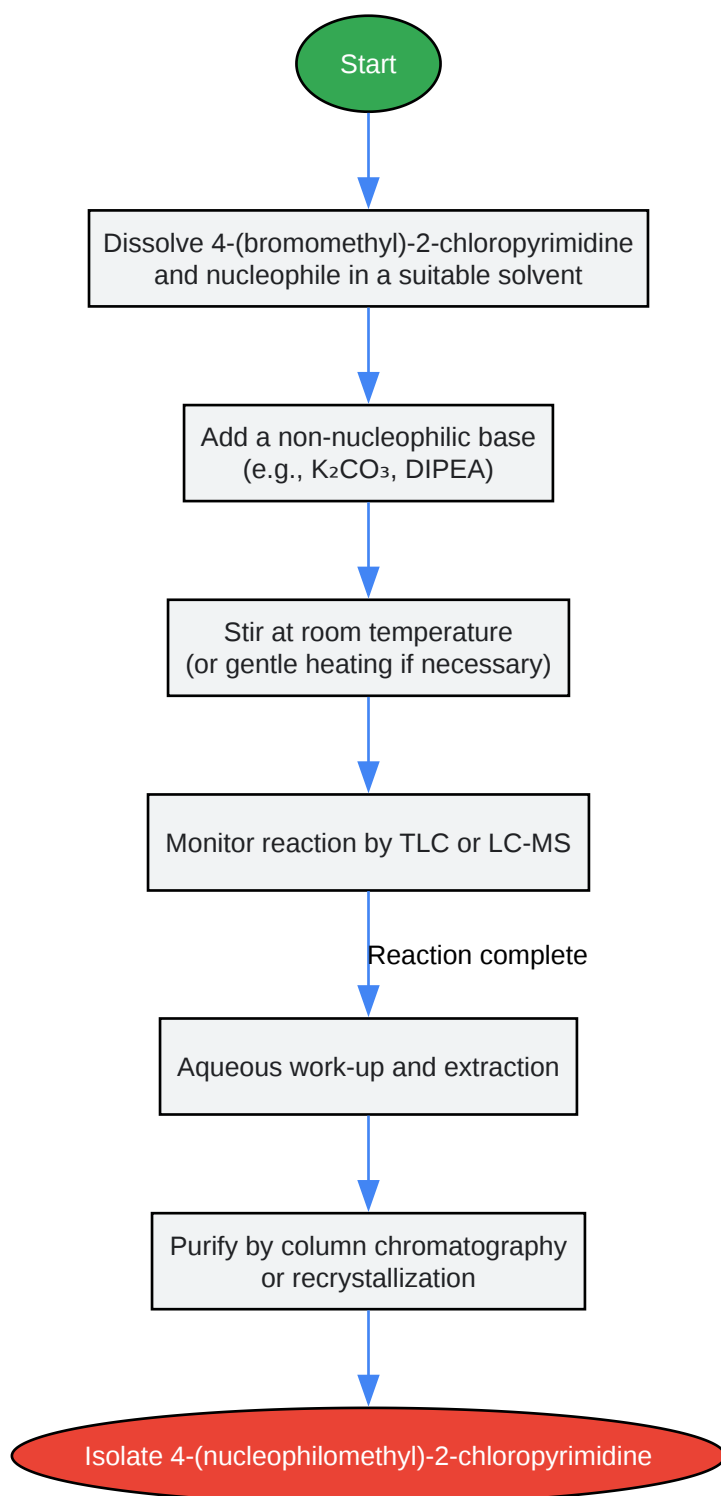 Start
Dissolve 4-(bromomethyl)-2-chloropyrimidine
and nucleophile in a suitable solvent
Add a non-nucleophilic base
(e.g., K₂CO₃, DIPEA)
Stir at room temperature
(or gentle heating if necessary)
Monitor reaction by TLC or LC-MS
Reaction complete
Aqueous work-up and extraction
Purify by column chromatography
or recrystallization
Isolate 4-(nucleophilomethyl)-2-chloropyrimidine